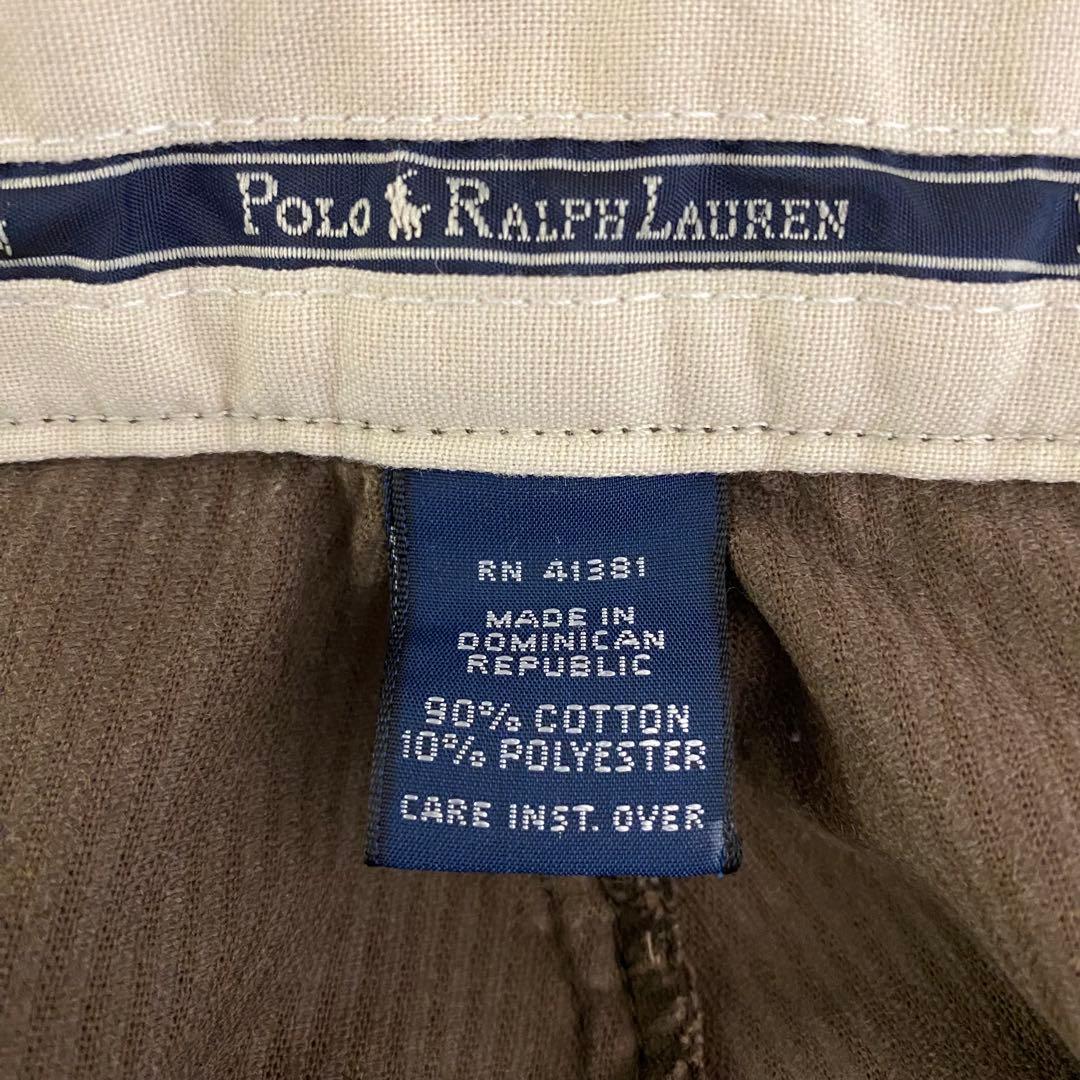 POLO RALPH LAUREN
RN 41381
MADE IN
DOMINICAN
REPUBLIC
90% COTTON
10% POLYESTER
CARE INST. OVER